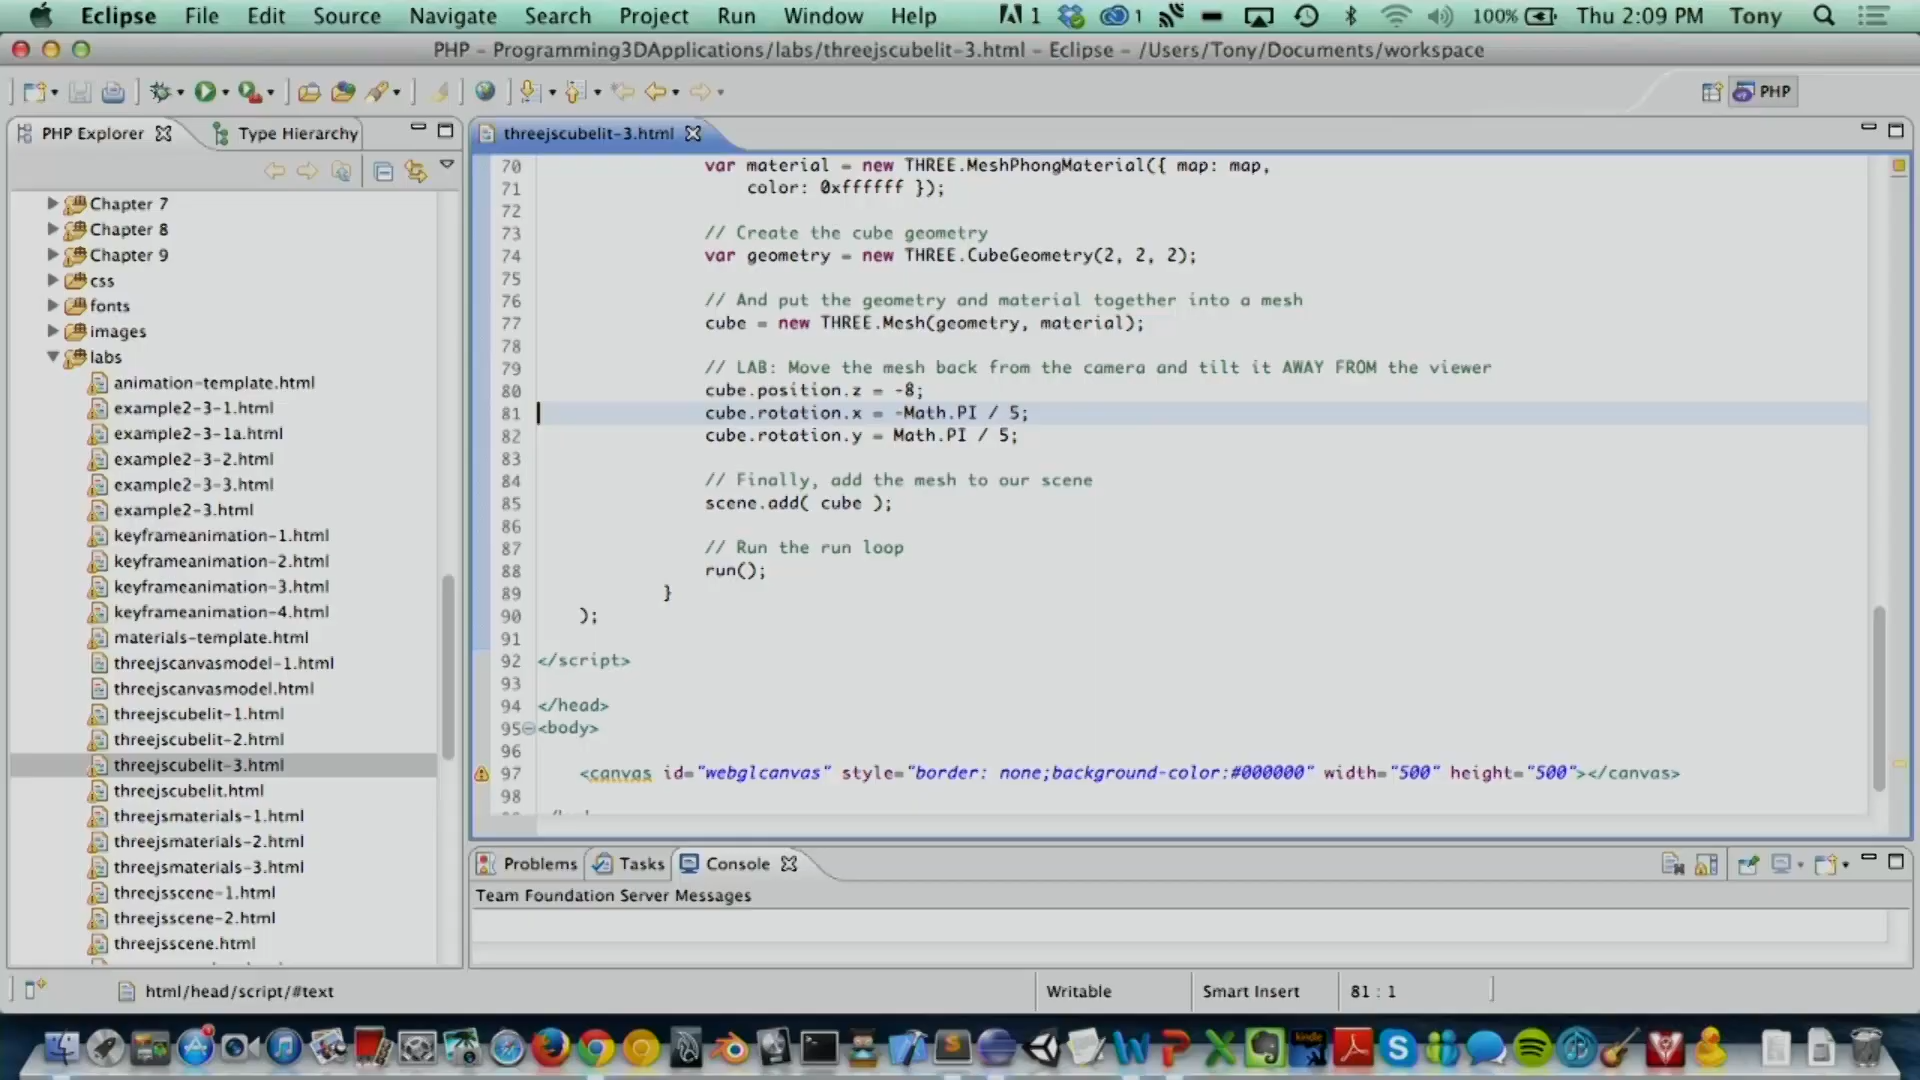 Eclipse File Edit Source Navigate Search Project Run Window Help 1 1 100% Thu 2:09 PM Tony
PHP - Programming3DApplications/labs/threejscubelit-3.html - Eclipse - /Users/Tony/Documents/workspace
PHP
PHP Explorer Type Hierarchy
threejscubelit-3.html
Chapter 7
Chapter 8
Chapter 9
css
fonts
images
labs
animation-template.html
example2-3-1.html
example2-3-1a.html
example2-3-2.html
example2-3-3.html
example2-3.html
keyframeanimation-1.html
keyframeanimation-2.html
keyframeanimation-3.html
keyframeanimation-4.html
materials-template.html
threejscanvasmodel-1.html
threejscanvasmodel.html
threejscubelit-1.html
threejscubelit-2.html
threejscubelit-3.html
threejscubelit.html
threejsmaterials-1.html
threejsmaterials-2.html
threejsmaterials-3.html
threejsscene-1.html
threejsscene-2.html
threejsscene.html
70 var material = new THREE.MeshPhongMaterial({ map: map,
71 color: 0xffffff });
72
73 // Create the cube geometry
74 var geometry = new THREE.CubeGeometry(2, 2, 2);
75
76 // And put the geometry and material together into a mesh
77 cube = new THREE.Mesh(geometry, material);
78
79 // LAB: Move the mesh back from the camera and tilt it AWAY FROM the viewer
80 cube.position.z = -8;
81 cube.rotation.x = -Math.PI / 5;
82 cube.rotation.y = Math.PI / 5;
83
84 // Finally, add the mesh to our scene
85 scene.add( cube );
86
87 // Run the run loop
88 run();
89 }
90 );
91
92 </script>
93
94 </head>
95 <body>
96
97 <canvas id="webglcanvas" style="border: none;background-color:#000000" width="500" height="500"></canvas>
98
Problems Tasks Console
Team Foundation Server Messages
html/head/script/#text Writable Smart Insert 81 : 1